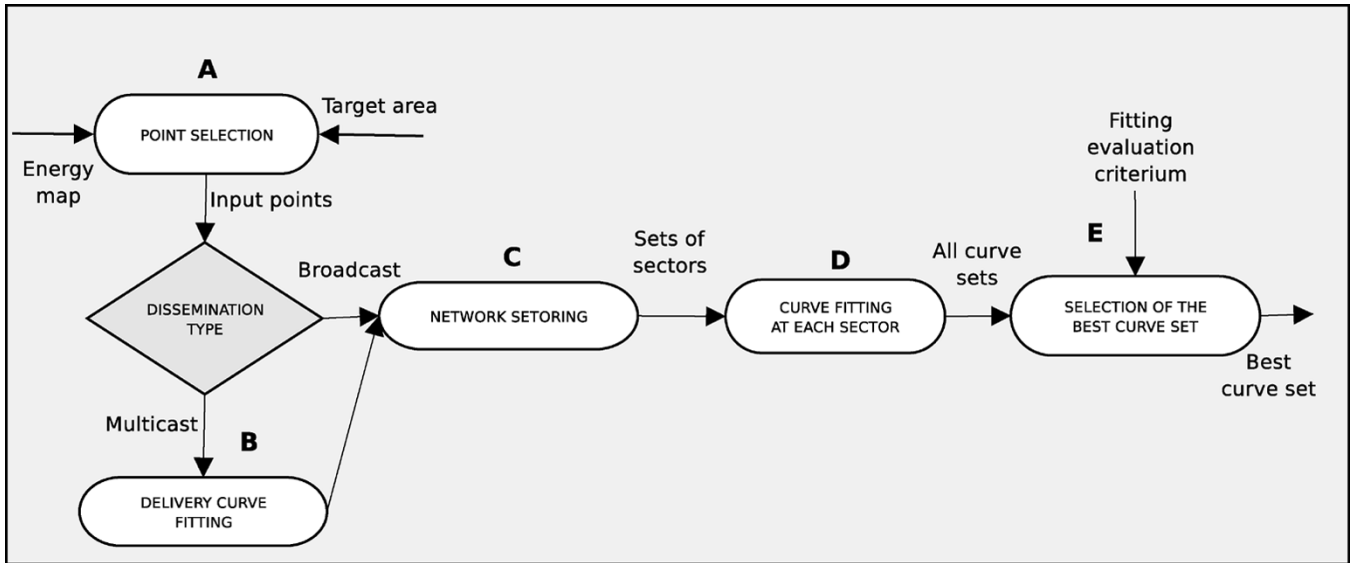 A
POINT SELECTION
Target area
Energy
map
Input points
DISSEMINATION
TYPE
Broadcast
Multicast
B
DELIVERY CURVE
FITTING
C
NETWORK SETORING
Sets of
sectors
D
CURVE FITTING
AT EACH SECTOR
All curve
sets
Fitting
evaluation
criterium
E
SELECTION OF THE
BEST CURVE SET
Best
curve set